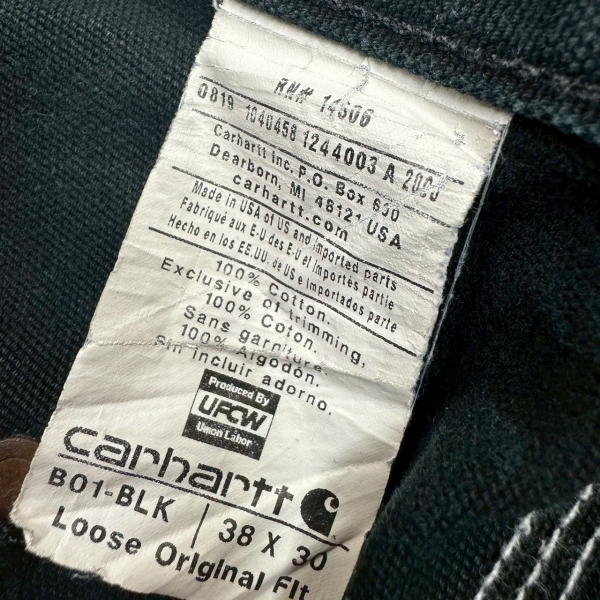 RN# 14806
0819 1040458 1244003 A 2000
Carhartt Inc. P.O. Box 600
Dearborn, MI 48121 USA
carhartt.com
Made in USA of US and imported parts
Fabriqué aux E-U des E-U et importés partie
Hecho en los EE.UU. de US e importados parte
100% Cotton.
Exclusive of trimming,
100% Coton.
Sans garniture.
100% Algodón.
Sin incluir adorno.
Produced By
UFCW
Union Labor
carhartt
B01-BLK | 38 X 30
Loose Original Fit